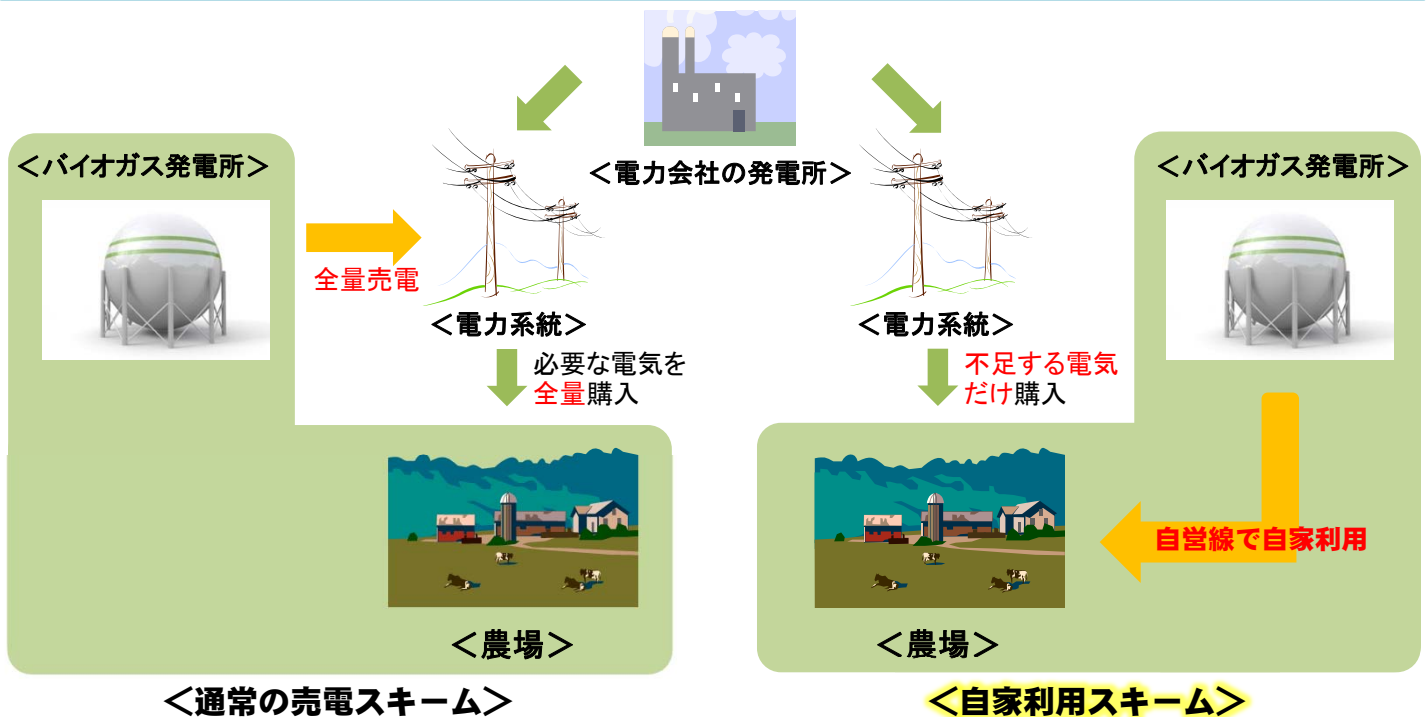 ＜電力会社の発電所＞
＜バイオガス発電所＞
全量売電
＜電力系統＞
必要な電気を
全量購入
＜農場＞
＜通常の売電スキーム＞
＜バイオガス発電所＞
＜電力系統＞
不足する電気
だけ購入
自営線で自家利用
＜農場＞
＜自家利用スキーム＞